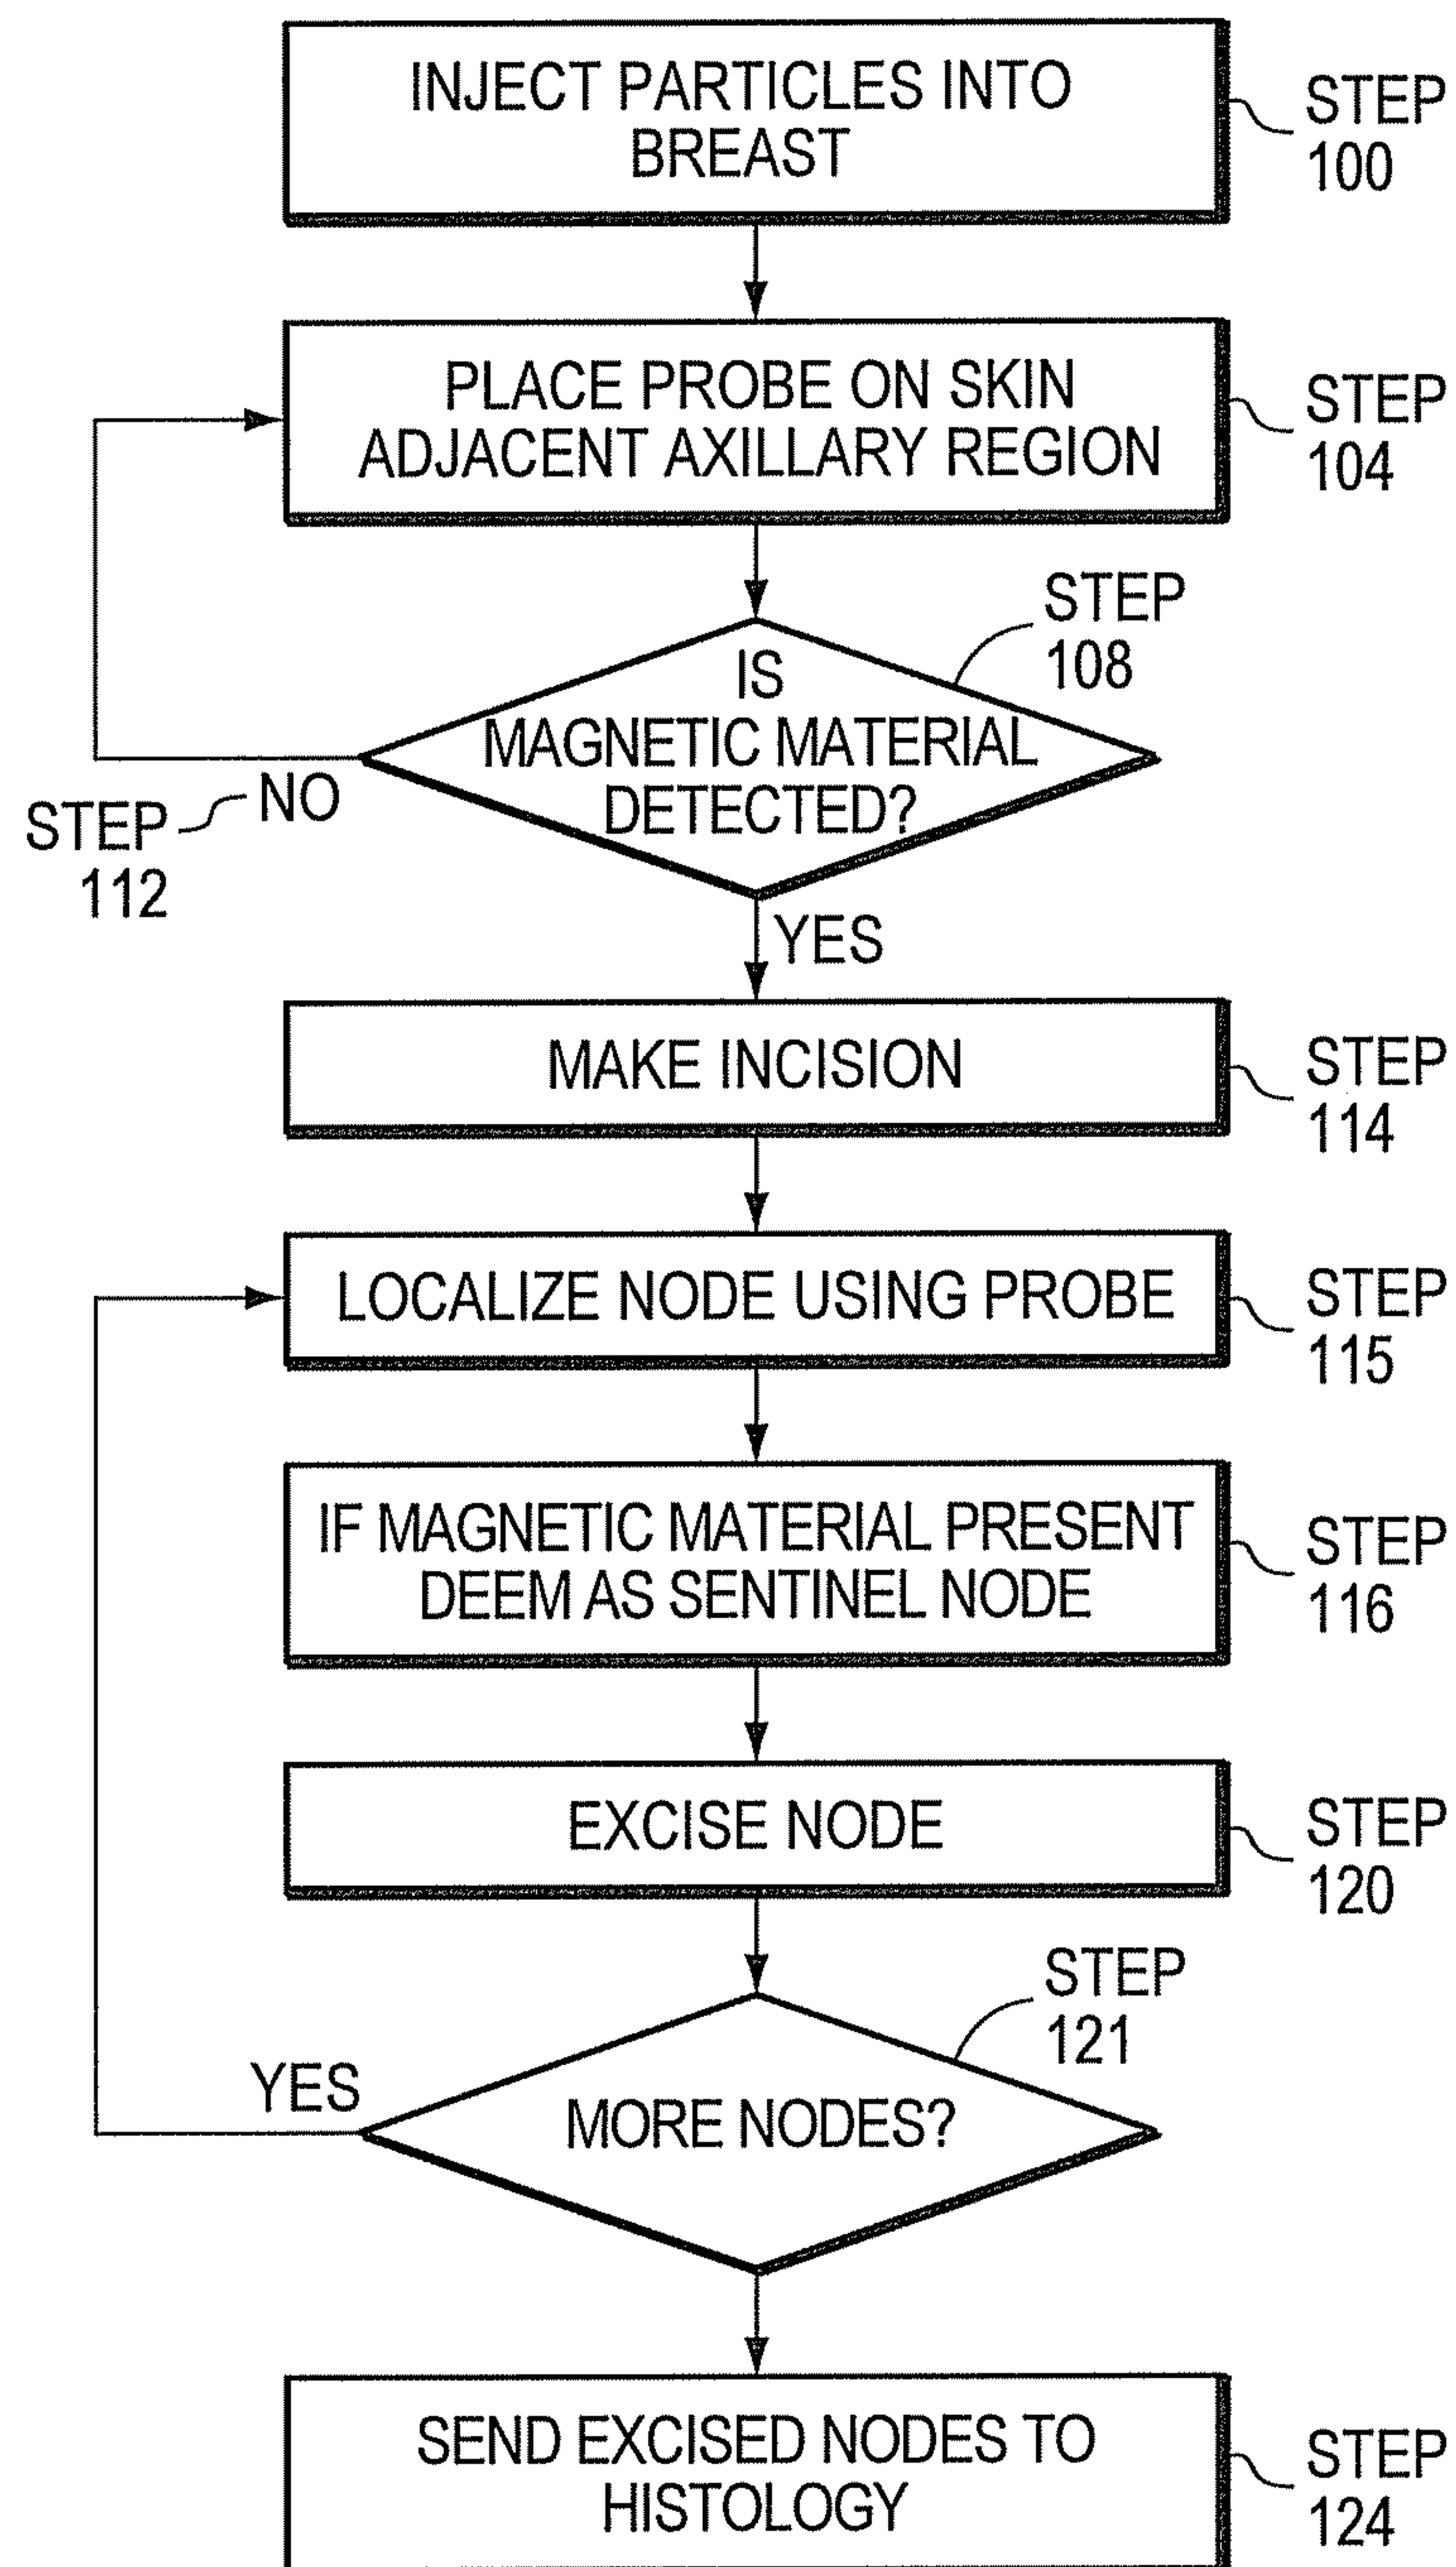 INJECT PARTICLES INTO
BREAST
STEP
100
PLACE PROBE ON SKIN
ADJACENT AXILLARY REGION
STEP
104
STEP
108
IS
MAGNETIC MATERIAL
DETECTED?
NO
STEP
112
YES
MAKE INCISION
STEP
114
LOCALIZE NODE USING PROBE
STEP
115
IF MAGNETIC MATERIAL PRESENT
DEEM AS SENTINEL NODE
STEP
116
EXCISE NODE
STEP
120
STEP
121
YES
MORE NODES?
SEND EXCISED NODES TO
HISTOLOGY
STEP
124